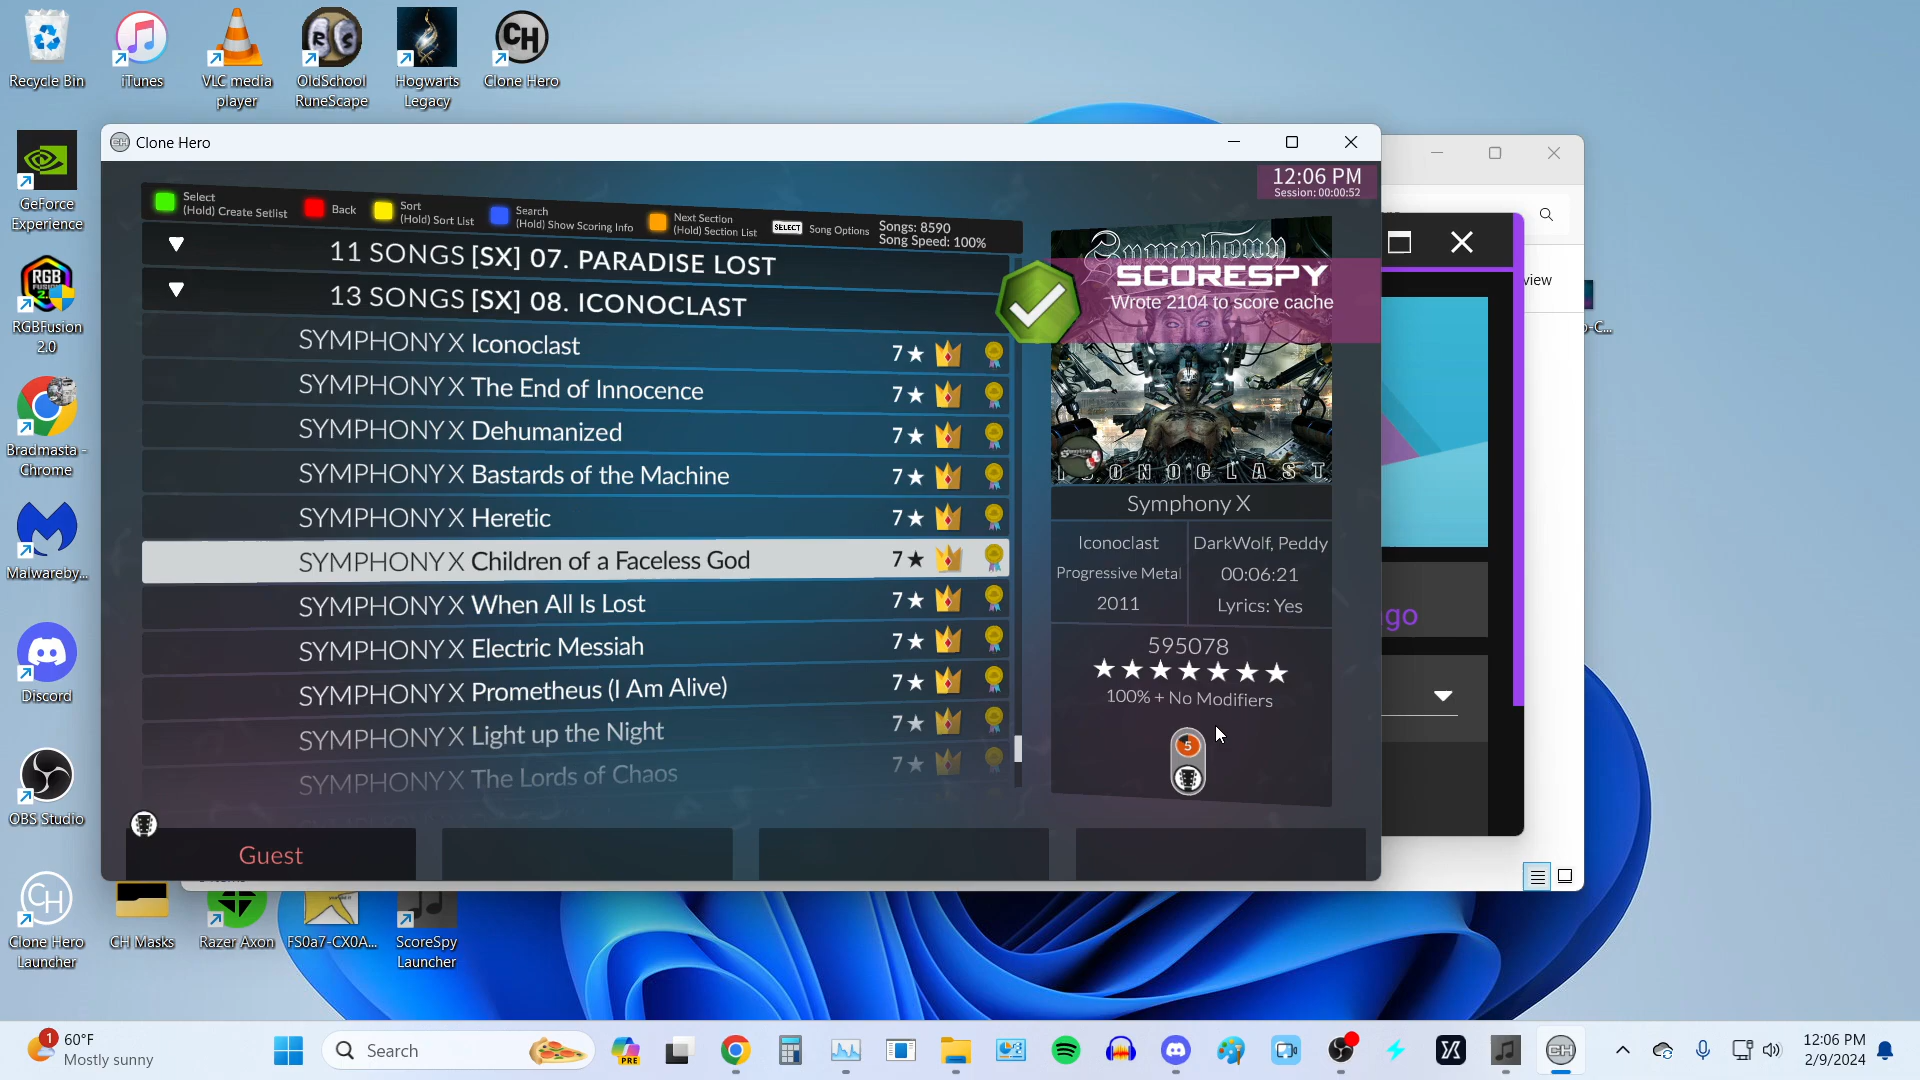 Recycle Bin
iTunes
VLC media
player
OldSchool
RuneScape
Hogwarts
Legacy
Clone Hero
GeForce
Experience
RGBFusion
2.0
Bradmasta -
Chrome
Malwareby...
Discord
OBS Studio
Clone Hero
Launcher
CH Masks
Razer Axon
FS0a7-CX0A...
ScoreSpy
Launcher
Clone Hero
12:06 PM
Session: 00:00:52
Select
(Hold) Create Setlist
Back
Sort
(Hold) Sort List
Search
(Hold) Show Scoring Info
Next Section
(Hold) Section List
SELECT Song Options
Songs: 8590
Song Speed: 100%
11 SONGS [SX] 07. PARADISE LOST
13 SONGS [SX] 08. ICONOCLAST
SYMPHONY X Iconoclast 7★
SYMPHONY X The End of Innocence 7★
SYMPHONY X Dehumanized 7★
SYMPHONY X Bastards of the Machine 7★
SYMPHONY X Heretic 7★
SYMPHONY X Children of a Faceless God 7★
SYMPHONY X When All Is Lost 7★
SYMPHONY X Electric Messiah 7★
SYMPHONY X Prometheus (I Am Alive) 7★
SYMPHONY X Light up the Night 7★
SYMPHONY X The Lords of Chaos 7★
Symphony
SCORESPY
Wrote 2104 to score cache
ICONOCLAST
Symphony X
Iconoclast
Progressive Metal
2011
DarkWolf, Peddy
00:06:21
Lyrics: Yes
595078
★★★★★★★
100% + No Modifiers
5
Guest
view
go
60°F
Mostly sunny
Search
PRE
12:06 PM
2/9/2024